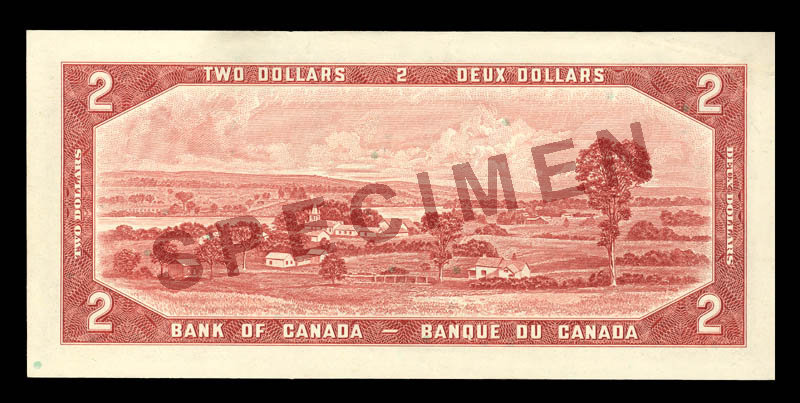 TWO DOLLARS 2 DEUX DOLLARS
2 2
TWO DOLLARS
DEUX DOLLARS
SPECIMEN
2 2
BANK OF CANADA — BANQUE DU CANADA